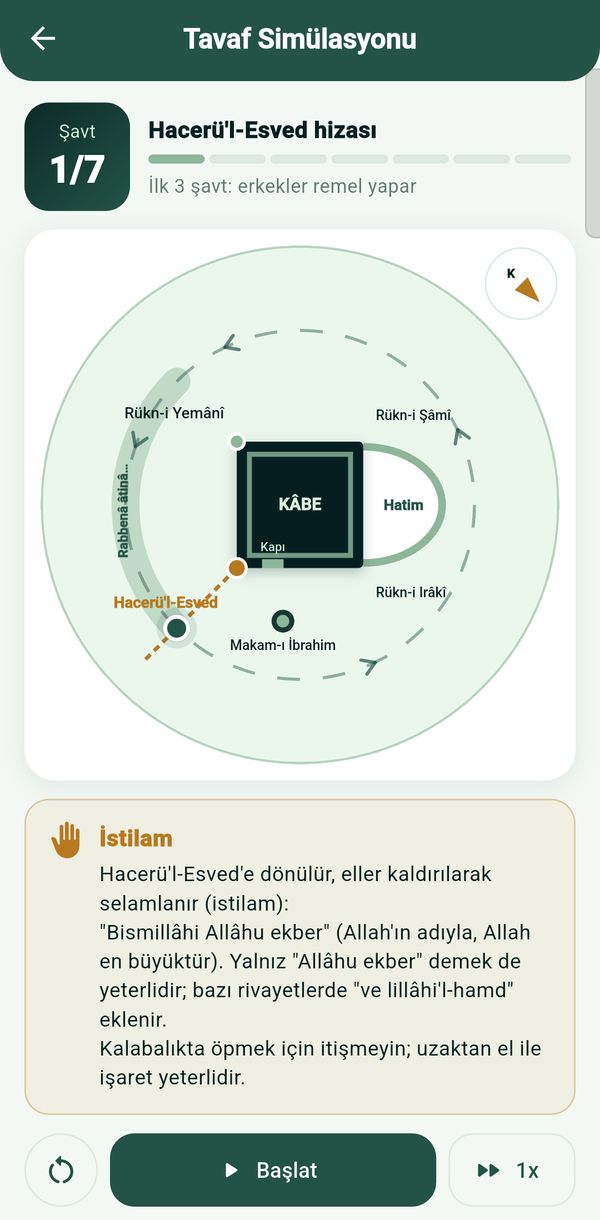 Tavaf Simülasyonu
Şavt
1/7
Hacerü'l-Esved hizası
İlk 3 şavt: erkekler remel yapar
K
Rükn-i Yemânî
Rükn-i Şâmî
Rabbenâ âtinâ...
KÂBE
Hatim
Kapı
Hacerü'l-Esved
Rükn-i Irâkî
Makam-ı İbrahim
İstilam
Hacerü'l-Esved'e dönülür, eller kaldırılarak
selamlanır (istilam):
"Bismillâhi Allâhu ekber" (Allah'ın adıyla, Allah
en büyüktür). Yalnız "Allâhu ekber" demek de
yeterlidir; bazı rivayetlerde "ve lillâhi'l-hamd"
eklenir.
Kalabalıkta öpmek için itişmeyin; uzaktan el ile
işaret yeterlidir.
Başlat
1x